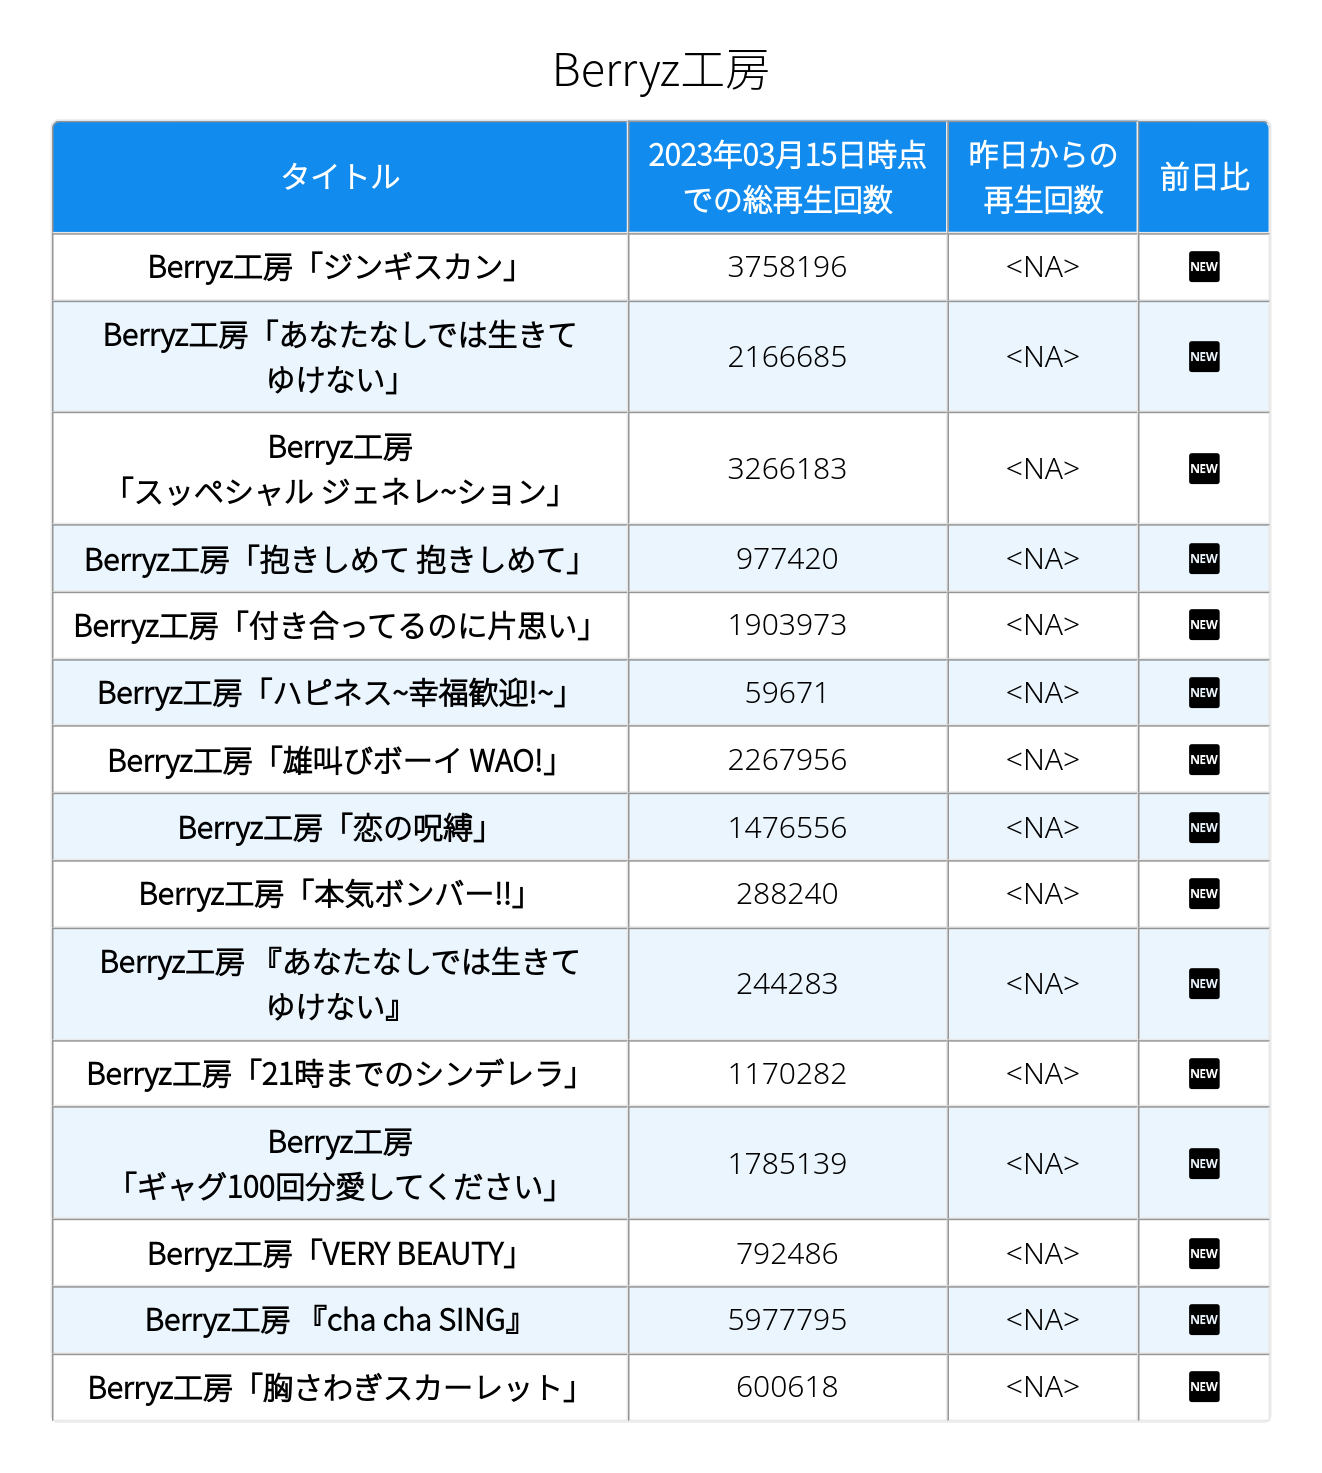 Berryz工房
タイトル
2023年03月15日時点
での総再生回数
昨日からの
再生回数
前日比
Berryz工房「ジンギスカン」
3758196
<NA>
NEW
Berryz工房「あなたなしでは生きて
ゆけない」
2166685
<NA>
NEW
Berryz工房
「スッペシャル ジェネレ~ション」
3266183
<NA>
NEW
Berryz工房「抱きしめて 抱きしめて」
977420
<NA>
NEW
Berryz工房「付き合ってるのに片思い」
1903973
<NA>
NEW
Berryz工房「ハピネス~幸福歓迎!~」
59671
<NA>
NEW
Berryz工房「雄叫びボーイ WAO!」
2267956
<NA>
NEW
Berryz工房「恋の呪縛」
1476556
<NA>
NEW
Berryz工房「本気ボンバー!!」
288240
<NA>
NEW
Berryz工房 『あなたなしでは生きて
ゆけない』
244283
<NA>
NEW
Berryz工房「21時までのシンデレラ」
1170282
<NA>
NEW
Berryz工房
「ギャグ100回分愛してください」
1785139
<NA>
NEW
Berryz工房「VERY BEAUTY」
792486
<NA>
NEW
Berryz工房 『cha cha SING』
5977795
<NA>
NEW
Berryz工房「胸さわぎスカーレット」
600618
<NA>
NEW